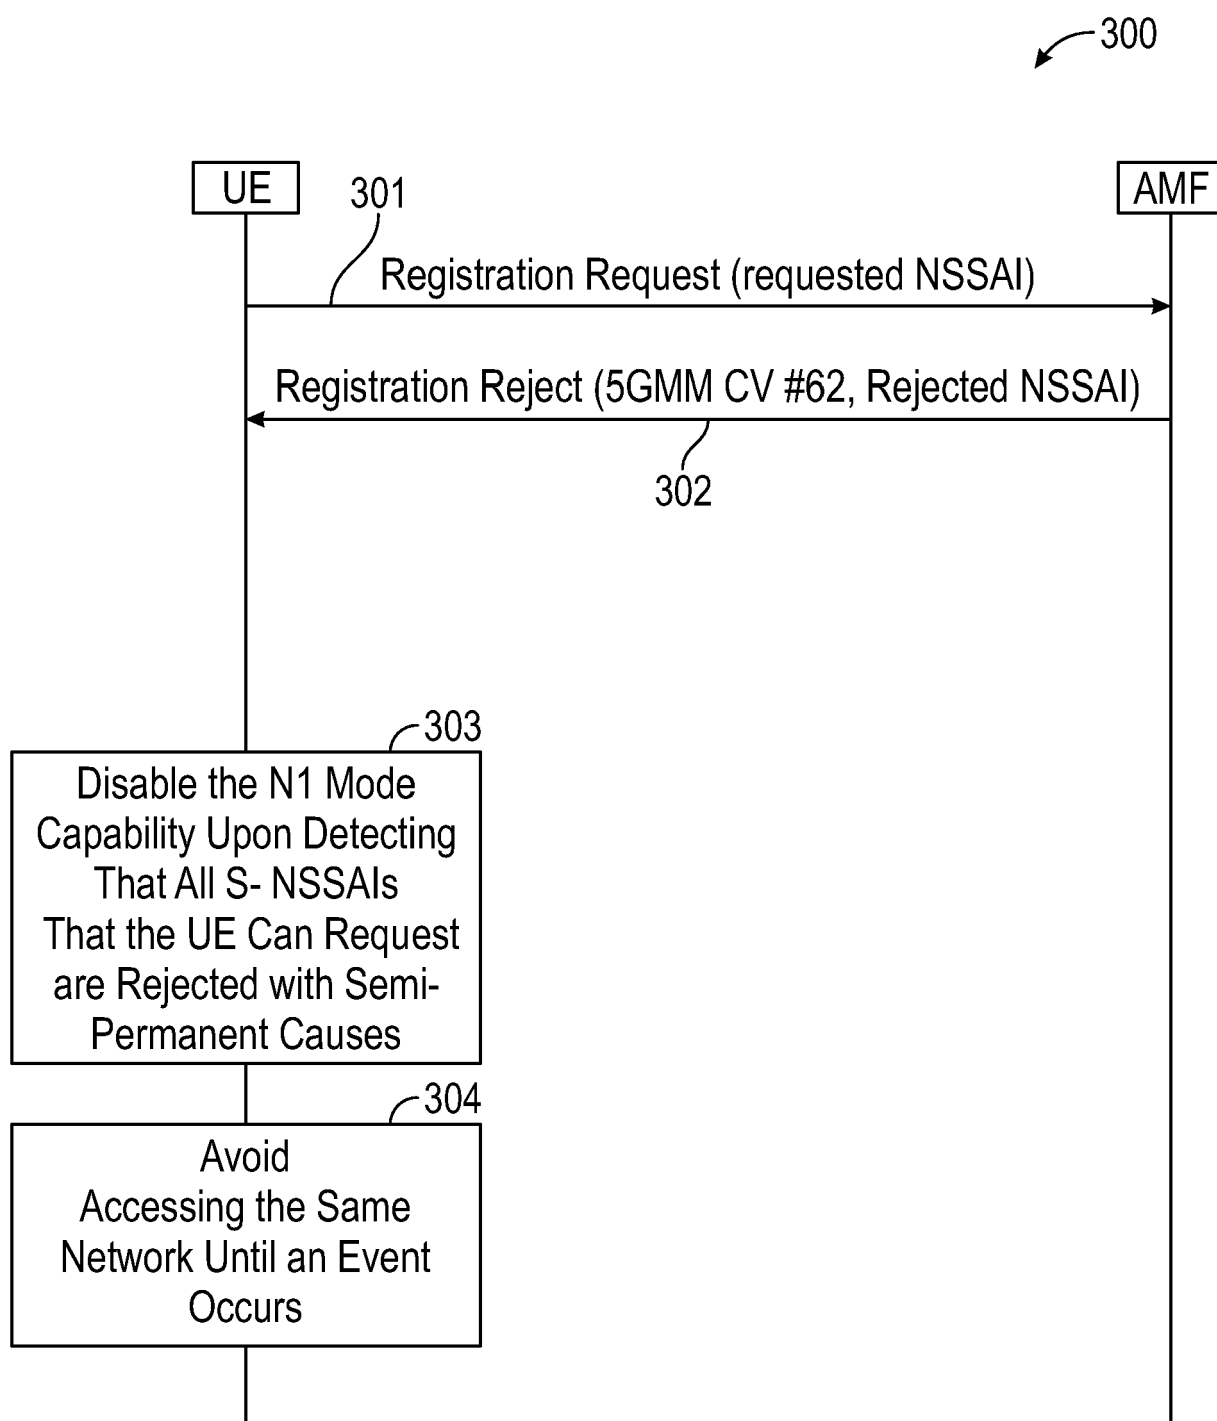 300
UE
AMF
301
Registration Request (requested NSSAI)
Registration Reject (5GMM CV #62, Rejected NSSAI)
302
303
Disable the N1 Mode
Capability Upon Detecting
That All S- NSSAIs
That the UE Can Request
are Rejected with Semi-
Permanent Causes
304
Avoid
Accessing the Same
Network Until an Event
Occurs